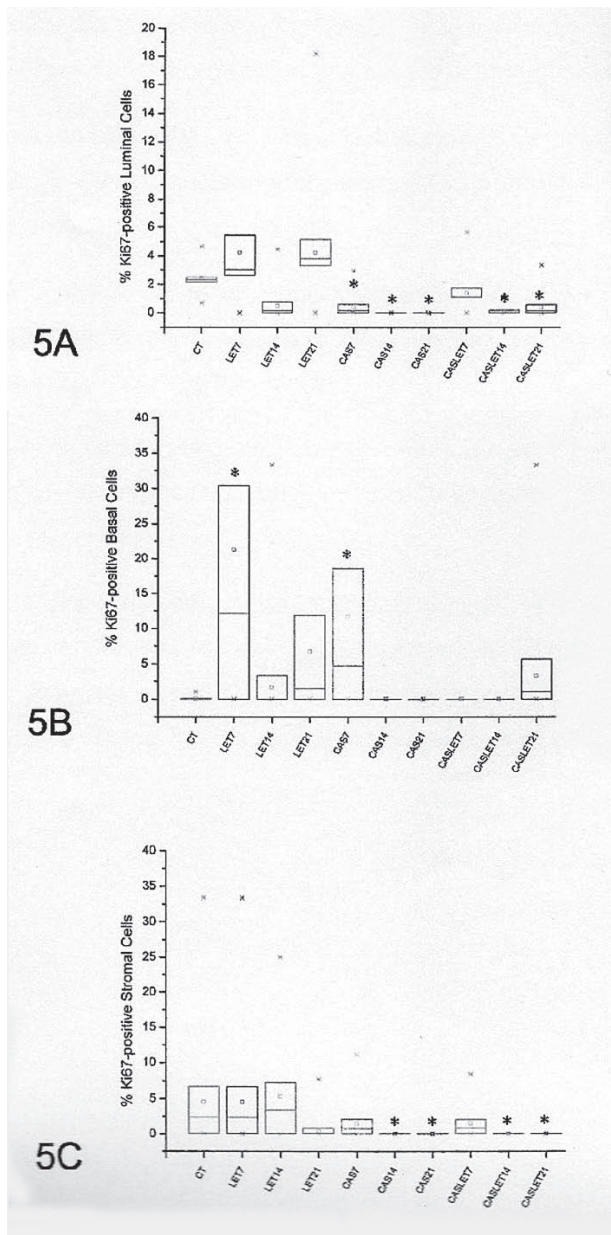 % Ki67-positive Luminal Cells
20
18
16
14
12
10
8
6
4
2
0
* * * * *
CT LET7 LET14 LET21 CAS7 CAS14 CAS21 CASLET7 CASLET14 CASLET21
5A
% Ki67-positive Basal Cells
40
35
30
25
20
15
10
5
0
* *
CT LET7 LET14 LET21 CAS7 CAS14 CAS21 CASLET7 CASLET14 CASLET21
5B
% Ki67-positive Stromal Cells
40
35
30
25
20
15
10
5
0
* * * *
CT LET7 LET14 LET21 CAS7 CAS14 CAS21 CASLET7 CASLET14 CASLET21
5C